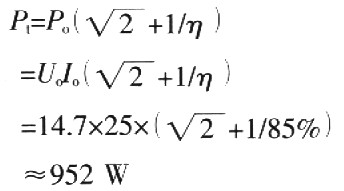 Pₜ=Pₒ(√2 +1/η)
=UₒIₒ(√2 +1/η)
=14.7×25×(√2 +1/85%)
≈952 W